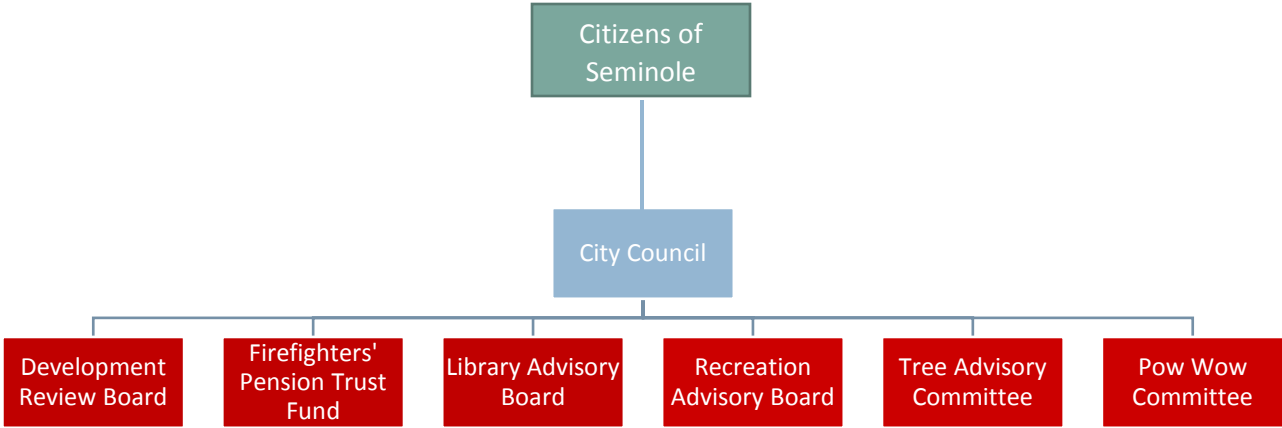 Citizens of
Seminole
City Council
Development
Review Board
Firefighters'
Pension Trust
Fund
Library Advisory
Board
Recreation
Advisory Board
Tree Advisory
Committee
Pow Wow
Committee